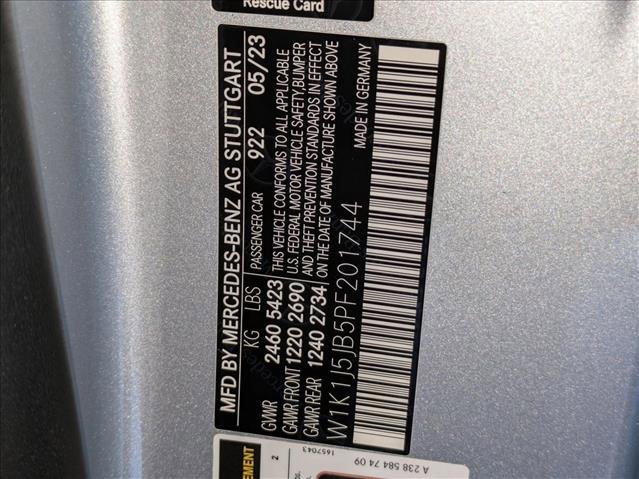 Rescue Card
MFD BY MERCEDES-BENZ AG STUTTGART
KG LBS PASSENGER CAR 922 05/23
GVWR 2460 5423 THIS VEHICLE CONFORMS TO ALL APPLICABLE
GAWR FRONT 1220 2690 U.S. FEDERAL MOTOR VEHICLE SAFETY, BUMPER
GAWR REAR 1240 2734 AND THEFT PREVENTION STANDARDS IN EFFECT
ON THE DATE OF MANUFACTURE SHOWN ABOVE
W1K1J5JB5PF201744 MADE IN GERMANY
EMENT
2
1657043
A 238 584 74 09